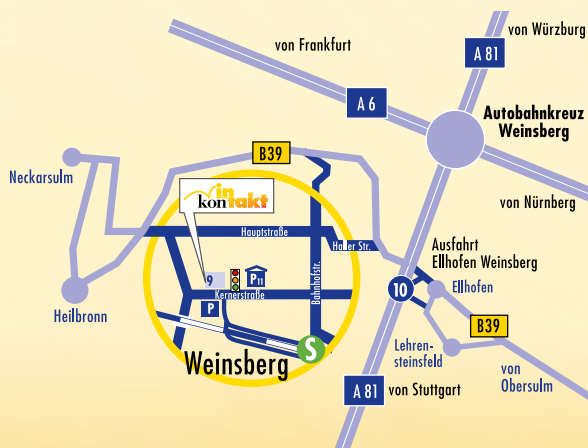 von Würzburg
von Frankfurt
A 81
A 6
Autobahnkreuz
Weinsberg
B39
Neckarsulm
in
kontakt
von Nürnberg
Hauptstraße
Haller Str.
Ausfahrt
Ellhofen Weinsberg
9
P11
Bahnhofstr.
10
Ellhofen
Kernerstraße
P
Heilbronn
B39
Lehren-
steinsfeld
Weinsberg
S
von
Obersulm
A 81
von Stuttgart